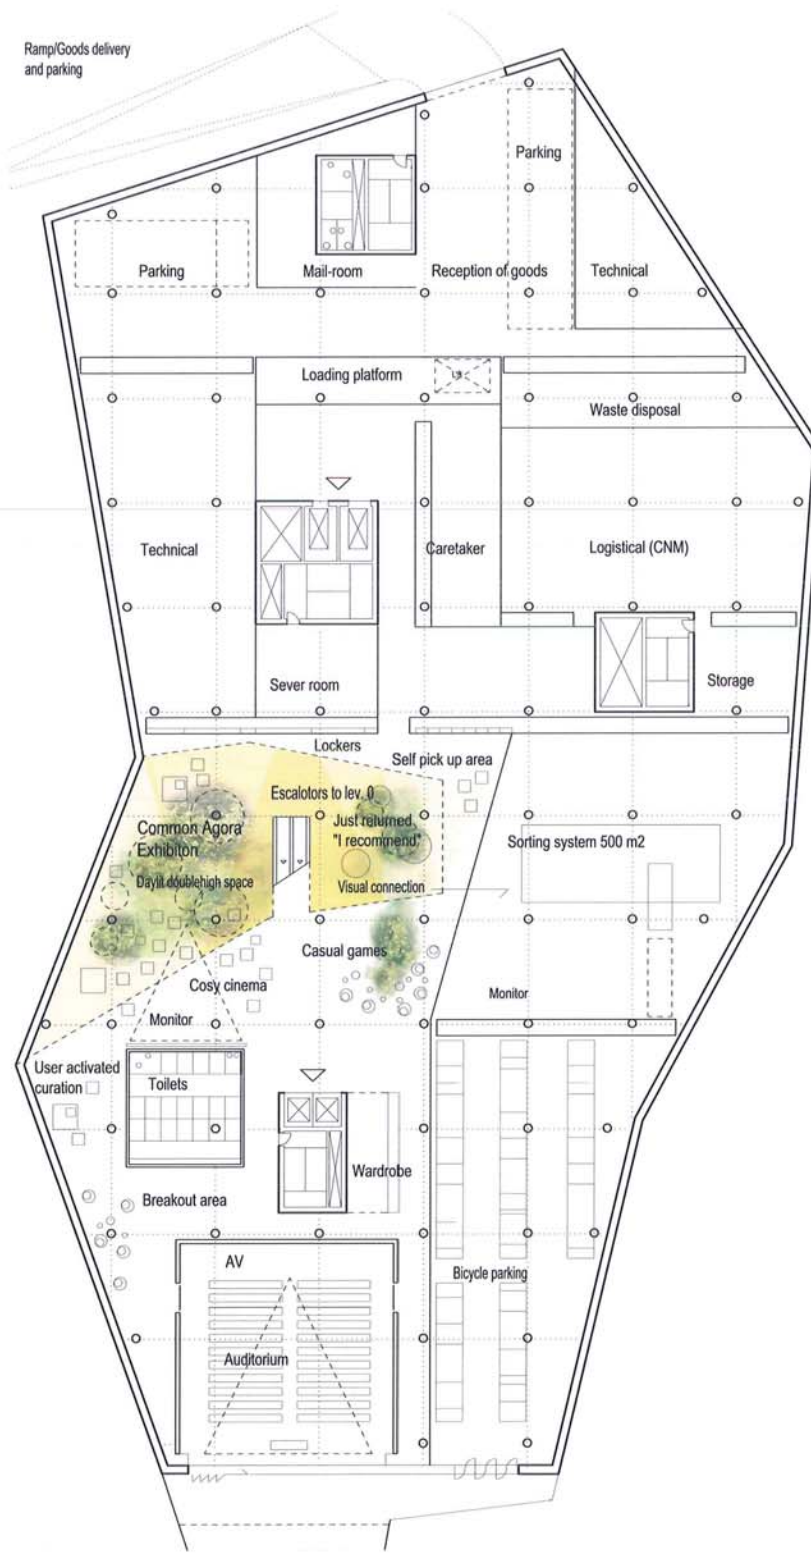 Ramp/Goods delivery
and parking
Parking
Parking
Mail-room
Reception of goods
Technical
Loading platform
Waste disposal
Technical
Caretaker
Logistical (CNM)
Sever room
Storage
Lockers
Self pick up area
Escalotors to lev. 0
Common Agora
Exhibiton
Just returned,
"I recommend"
Sorting system 500 m2
Daylit doublehigh space
Visual connection
Casual games
Cosy cinema
Monitor
Monitor
User activated
curation
Toilets
Wardrobe
Breakout area
AV
Bicycle parking
Auditorium